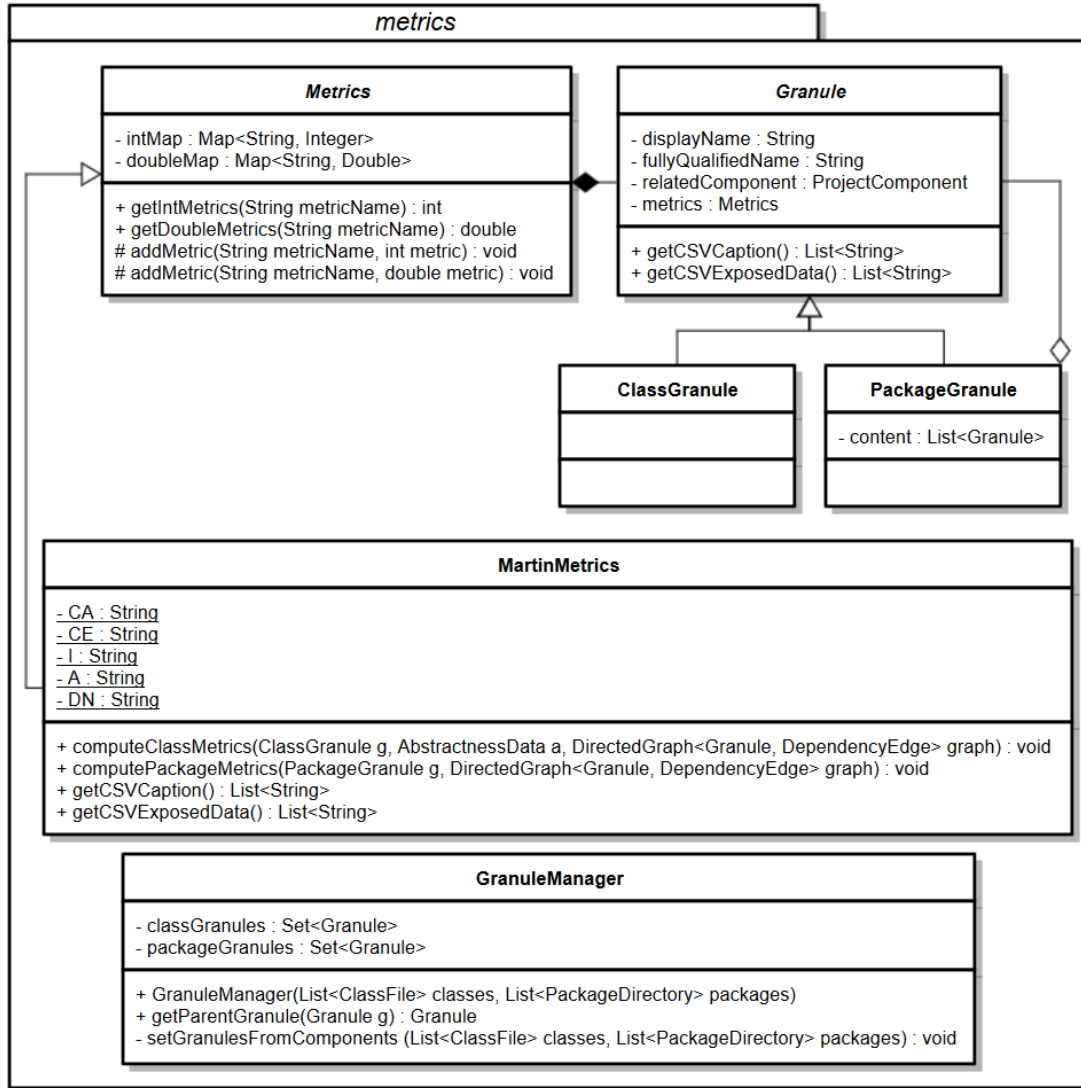 metrics
Metrics
- intMap : Map<String, Integer>
- doubleMap : Map<String, Double>
+ getIntMetrics(String metricName) : int
+ getDoubleMetrics(String metricName) : double
# addMetric(String metricName, int metric) : void
# addMetric(String metricName, double metric) : void
Granule
- displayName : String
- fullyQualifiedName : String
- relatedComponent : ProjectComponent
- metrics : Metrics
+ getCSVCaption() : List<String>
+ getCSVExposedData() : List<String>
ClassGranule
PackageGranule
- content : List<Granule>
MartinMetrics
- CA : String
- CE : String
- I : String
- A : String
- DN : String
+ computeClassMetrics(ClassGranule g, AbstractnessData a, DirectedGraph<Granule, DependencyEdge> graph) : void
+ computePackageMetrics(PackageGranule g, DirectedGraph<Granule, DependencyEdge> graph) : void
+ getCSVCaption() : List<String>
+ getCSVExposedData() : List<String>
GranuleManager
- classGranules : Set<Granule>
- packageGranules : Set<Granule>
+ GranuleManager(List<ClassFile> classes, List<PackageDirectory> packages)
+ getParentGranule(Granule g) : Granule
- setGranulesFromComponents (List<ClassFile> classes, List<PackageDirectory> packages) : void